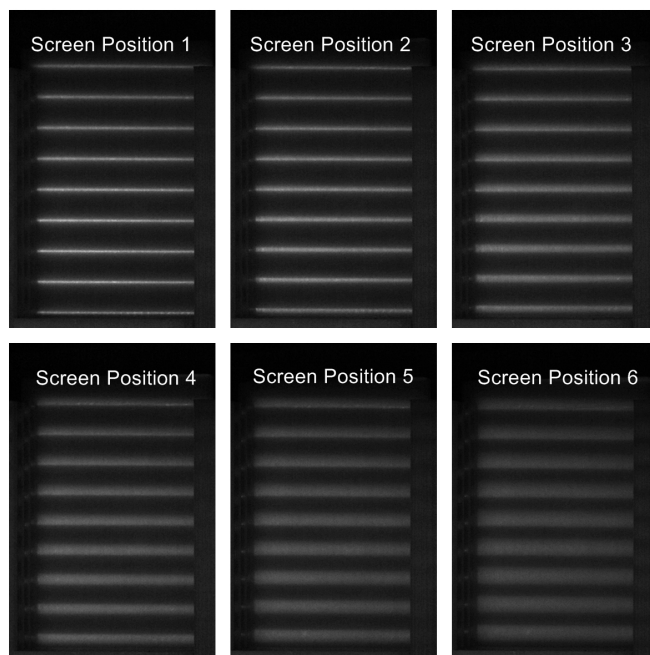 Screen Position 1
Screen Position 2
Screen Position 3
Screen Position 4
Screen Position 5
Screen Position 6